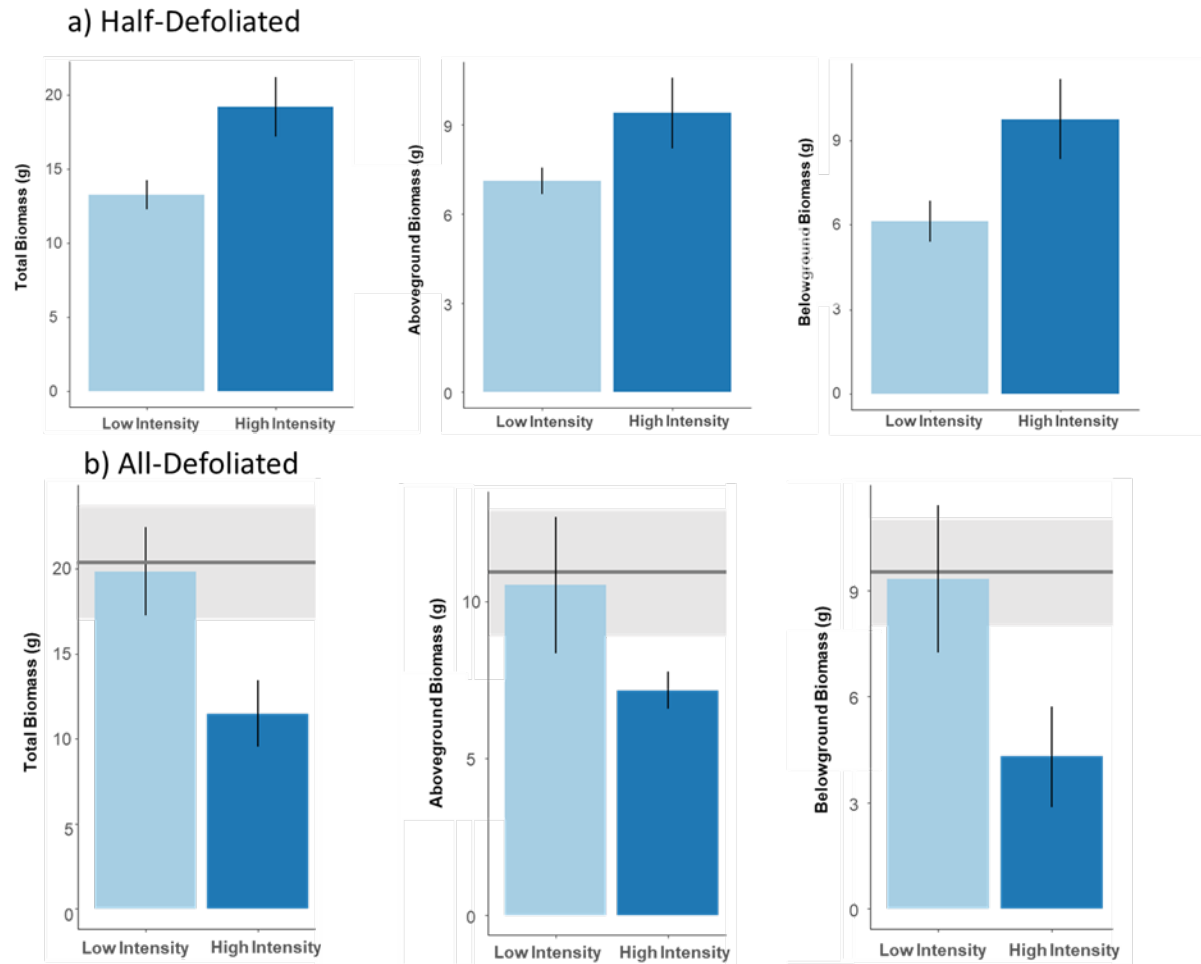 a) Half-Defoliated
Total Biomass (g)
20
15
10
5
0
Low Intensity
High Intensity
Aboveground Biomass (g)
9
6
3
0
Low Intensity
High Intensity
Belowground Biomass (g)
9
6
3
0
Low Intensity
High Intensity
b) All-Defoliated
Total Biomass (g)
20
15
10
5
0
Low Intensity
High Intensity
Aboveground Biomass (g)
10
5
0
Low Intensity
High Intensity
Belowground Biomass (g)
9
6
3
0
Low Intensity
High Intensity